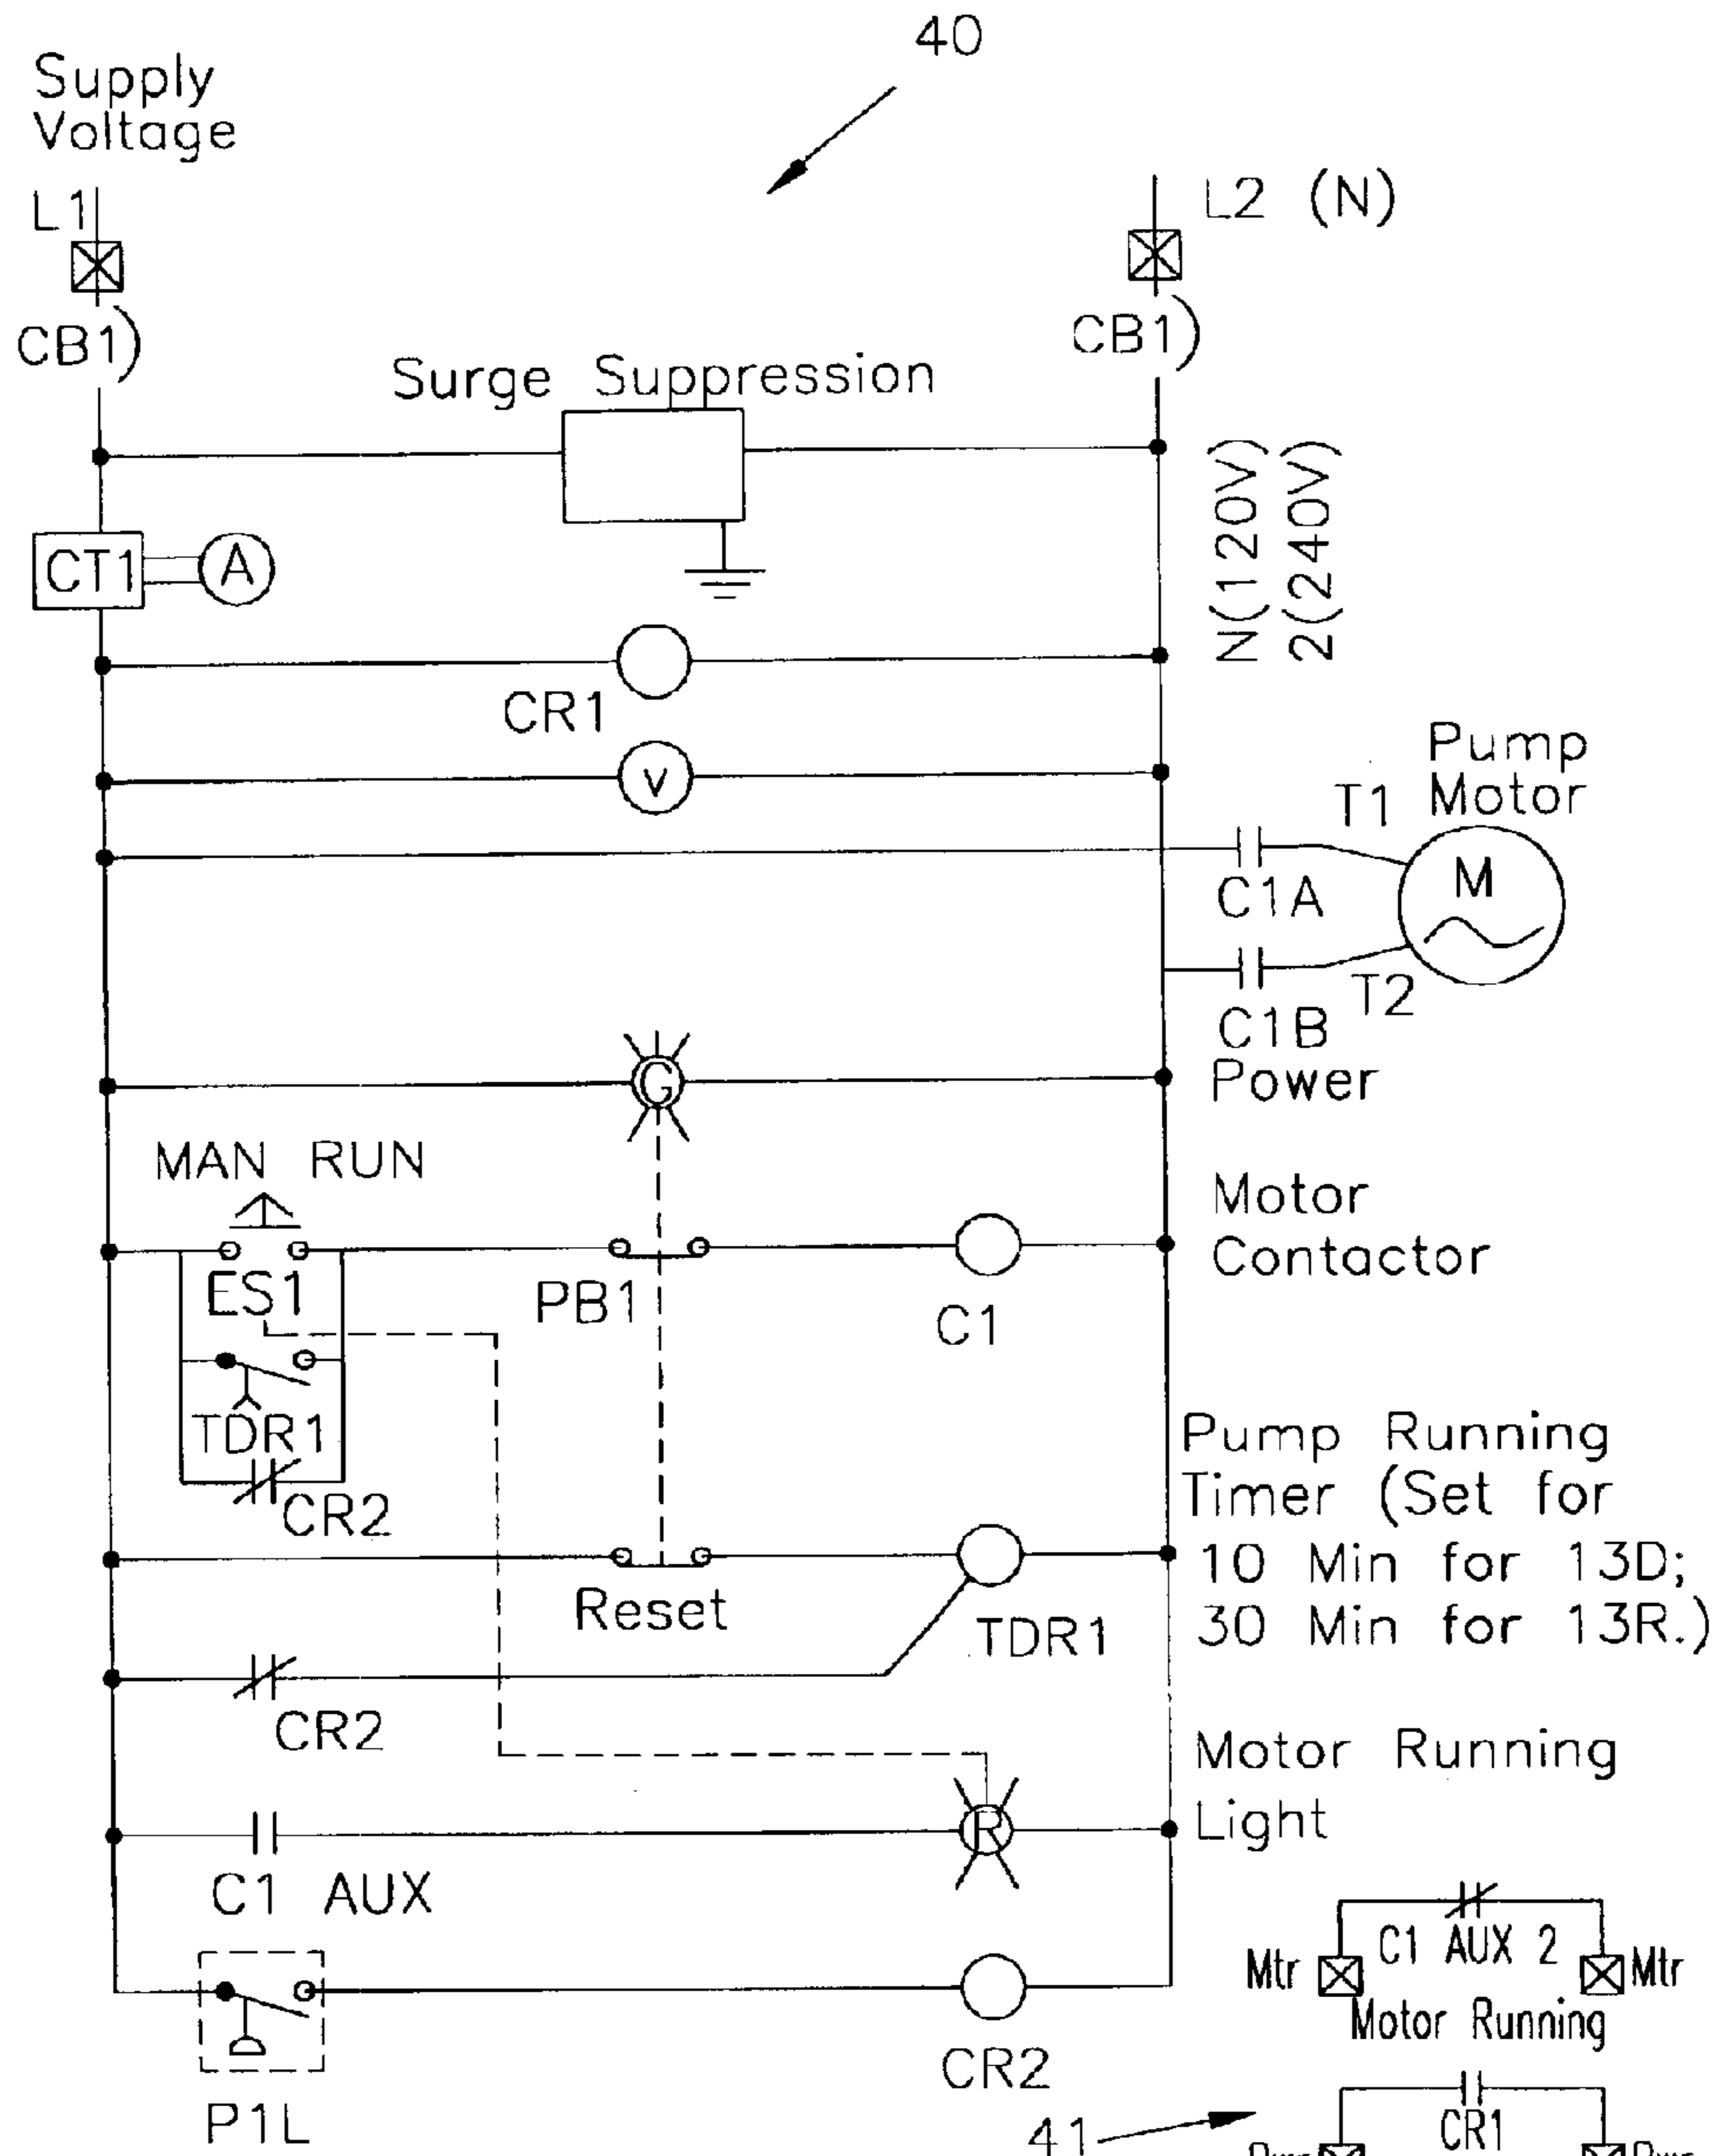 40
Supply
Voltage
L1
L2 (N)
CB1)
CB1)
Surge Suppression
N(120V)
2(240V)
CT1
A
CR1
V
Pump
Motor
T1
M
C1A
T2
C1B
G
Power
MAN RUN
Motor
Contactor
ES1
PB1
C1
TDR1
CR2
Pump Running
Timer (Set for
10 Min for 13D;
30 Min for 13R.)
Reset
TDR1
CR2
Motor Running
Light
R
C1 AUX
C1 AUX 2
Mtr
Mtr
Motor Running
CR2
P1L
41
CR1
Pwr
Pwr